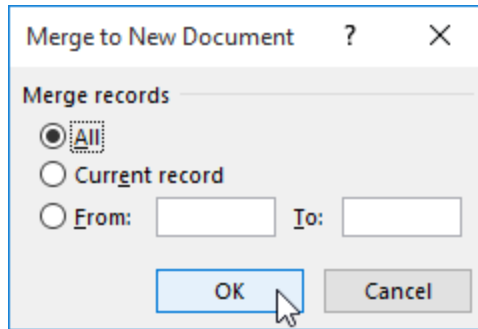 Merge to New Document ?
Merge records
All
Current record
From: To:
OK Cancel